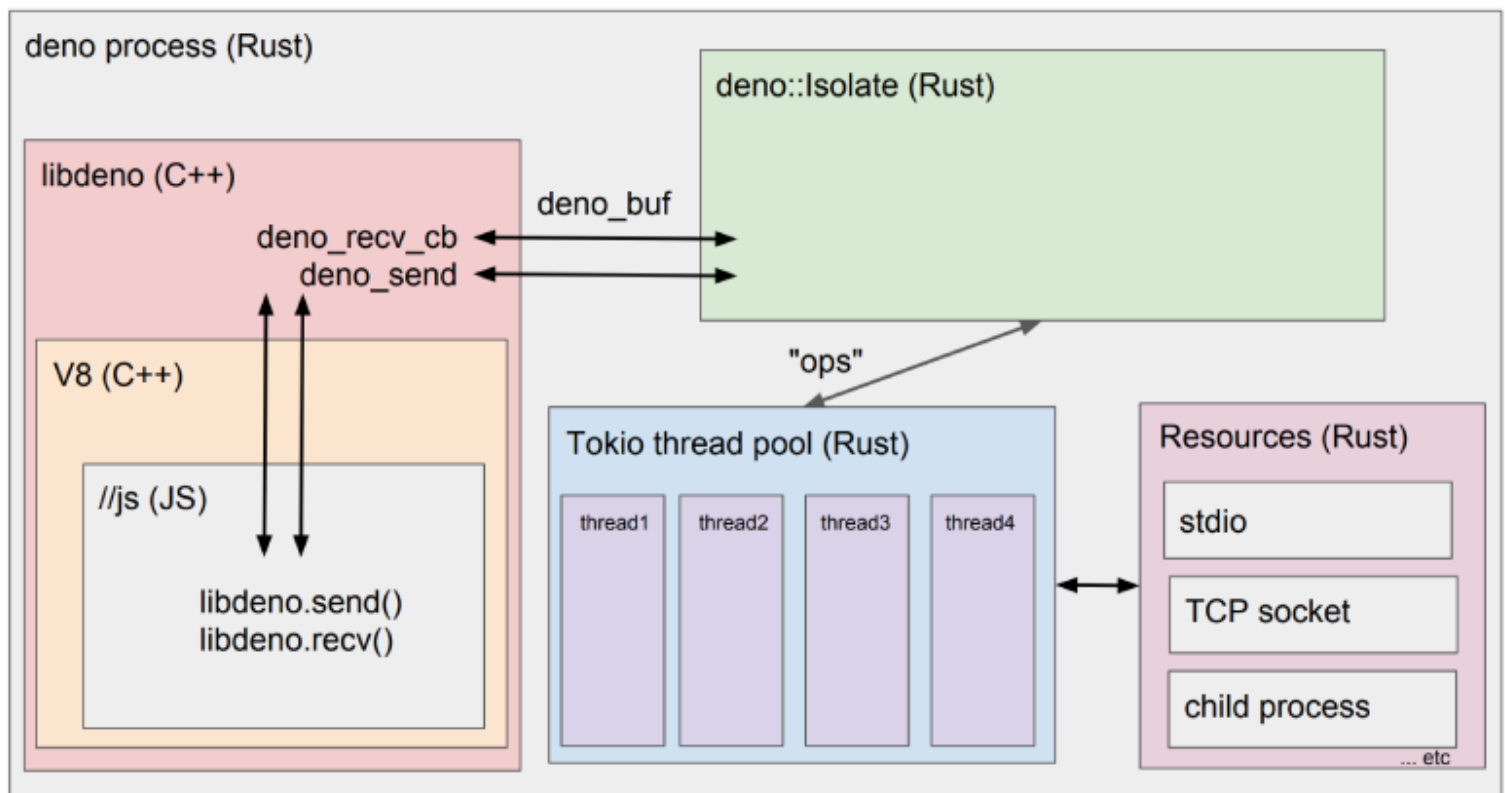 deno process (Rust)
deno::Isolate (Rust)
libdeno (C++)
deno_buf
deno_recv_cb
deno_send
"ops"
V8 (C++)
//js (JS)
libdeno.send()
libdeno.recv()
Tokio thread pool (Rust)
thread1
thread2
thread3
thread4
Resources (Rust)
stdio
TCP socket
child process
... etc